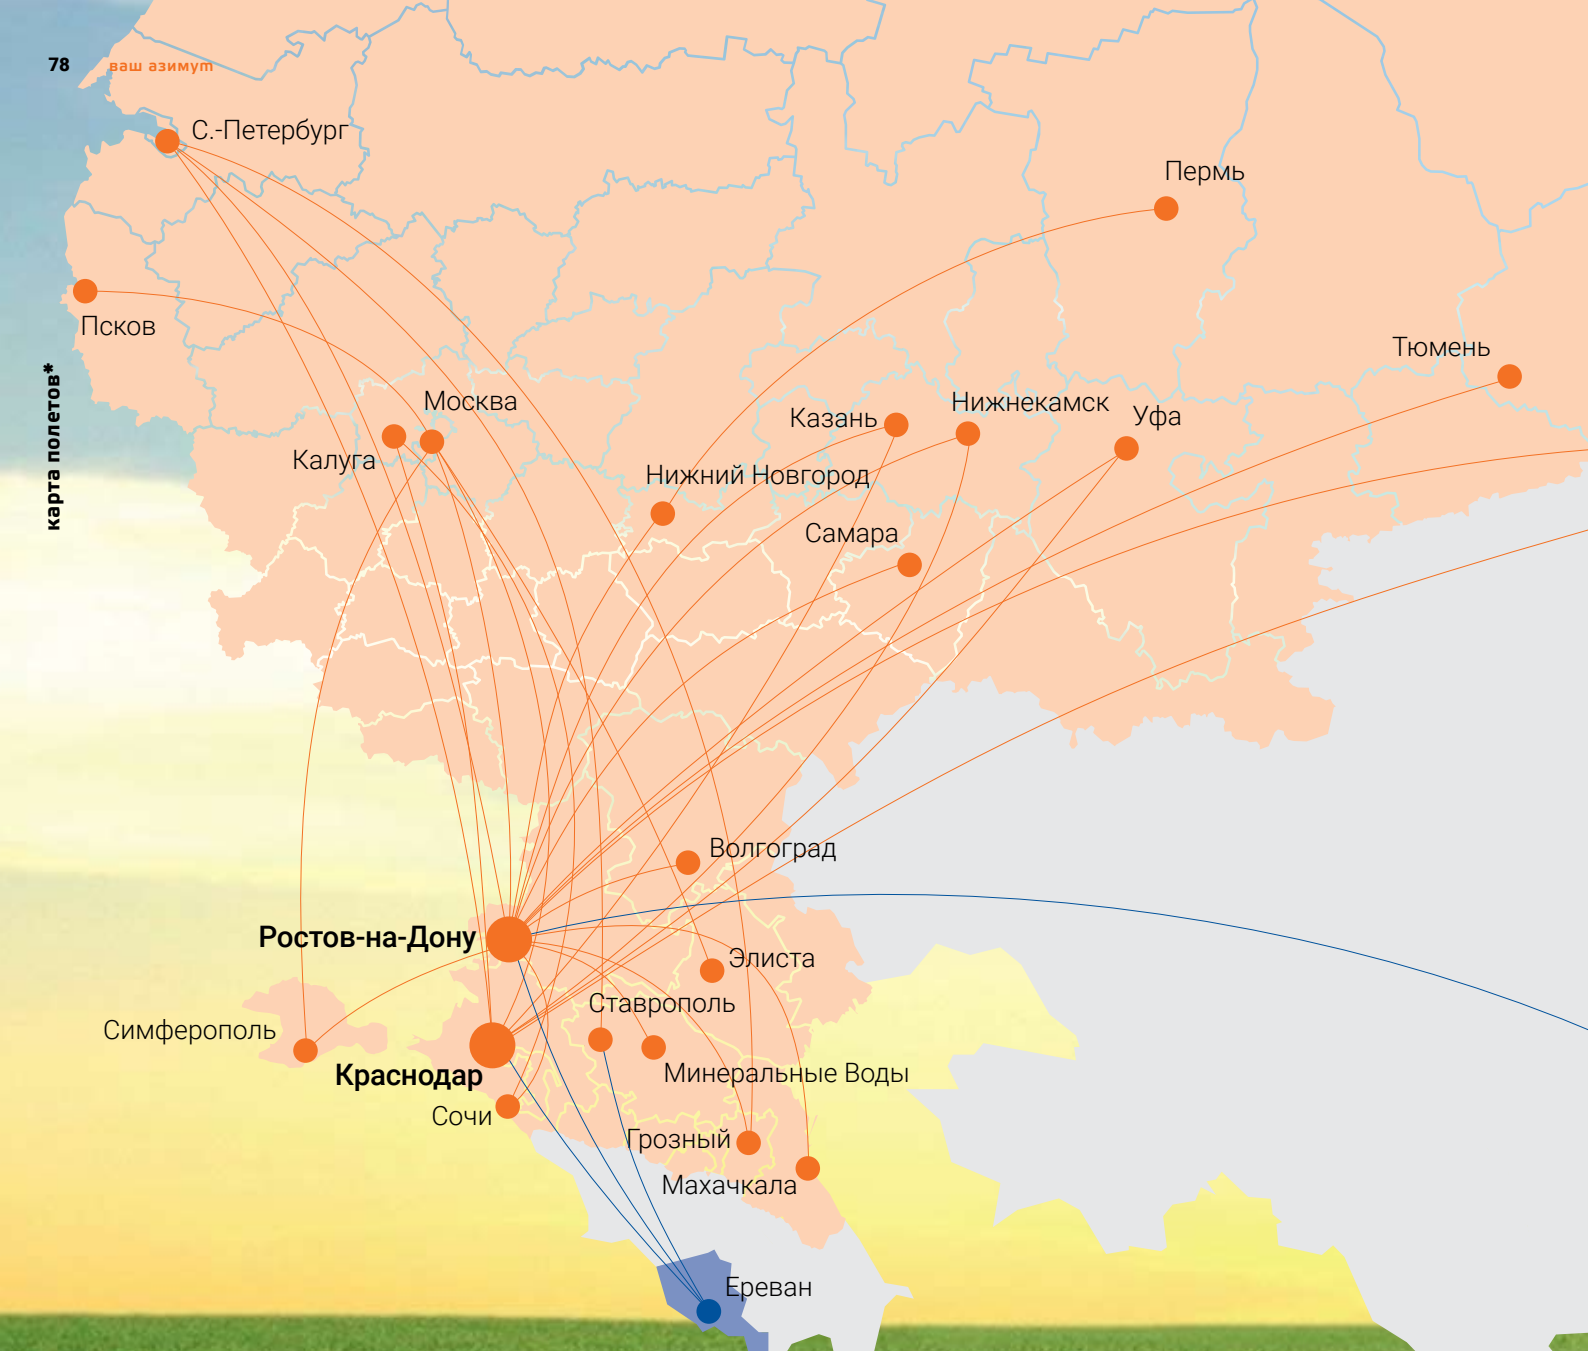 78 ваш азимут
С.-Петербург
Пермь
Псков
Тюмень
карта полетов*
Москва
Казань
Нижнекамск
Уфа
Калуга
Нижний Новгород
Самара
Волгоград
Ростов-на-Дону
Элиста
Ставрополь
Симферополь
Краснодар
Минеральные Воды
Сочи
Грозный
Махачкала
Ереван